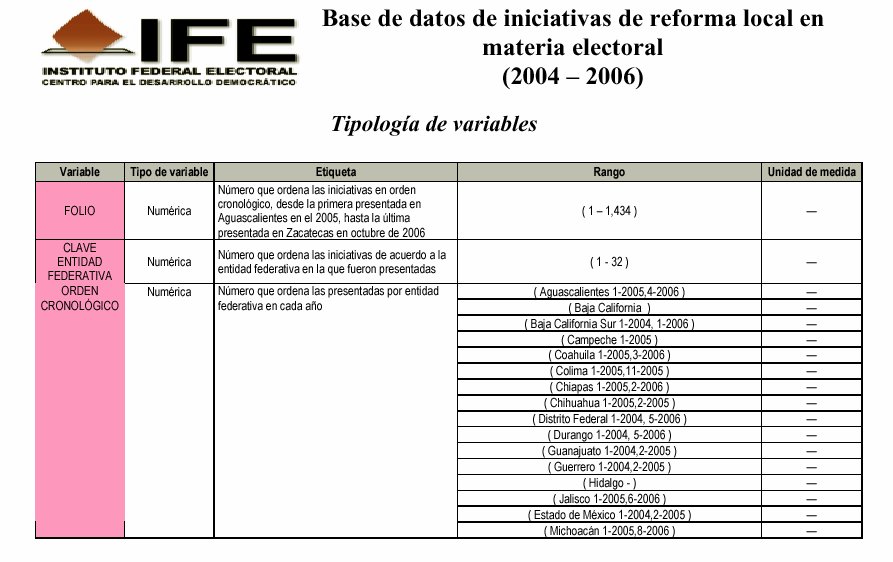 IFE
INSTITUTO FEDERAL ELECTORAL
CENTRO PARA EL DESARROLLO DEMOCRÁTICO
Base de datos de iniciativas de reforma local en
materia electoral
(2004 – 2006)
Tipología de variables
Variable Tipo de variable Etiqueta Rango Unidad de medida
FOLIO Numérica
Número que ordena las iniciativas en orden
cronológico, desde la primera presentada en
Aguascalientes en el 2005, hasta la última
presentada en Zacatecas en octubre de 2006
( 1 – 1,434 ) —
CLAVE
ENTIDAD
FEDERATIVA
Numérica
Número que ordena las iniciativas de acuerdo a la
entidad federativa en la que fueron presentadas
( 1 - 32 ) —
ORDEN
CRONOLÓGICO
Numérica
Número que ordena las presentadas por entidad
federativa en cada año
( Aguascalientes 1-2005,4-2006 ) —
( Baja California  ) —
( Baja California Sur 1-2004, 1-2006 ) —
( Campeche 1-2005 ) —
( Coahuila 1-2005,3-2006 ) —
( Colima 1-2005,11-2005 ) —
( Chiapas 1-2005,2-2006 ) —
( Chihuahua 1-2005,2-2005 ) —
( Distrito Federal 1-2004, 5-2006 ) —
( Durango 1-2004, 5-2006 ) —
( Guanajuato 1-2004,2-2005 ) —
( Guerrero 1-2004,2-2005 ) —
( Hidalgo - ) —
( Jalisco 1-2005,6-2006 ) —
( Estado de México 1-2004,2-2005 ) —
( Michoacán 1-2005,8-2006 ) —